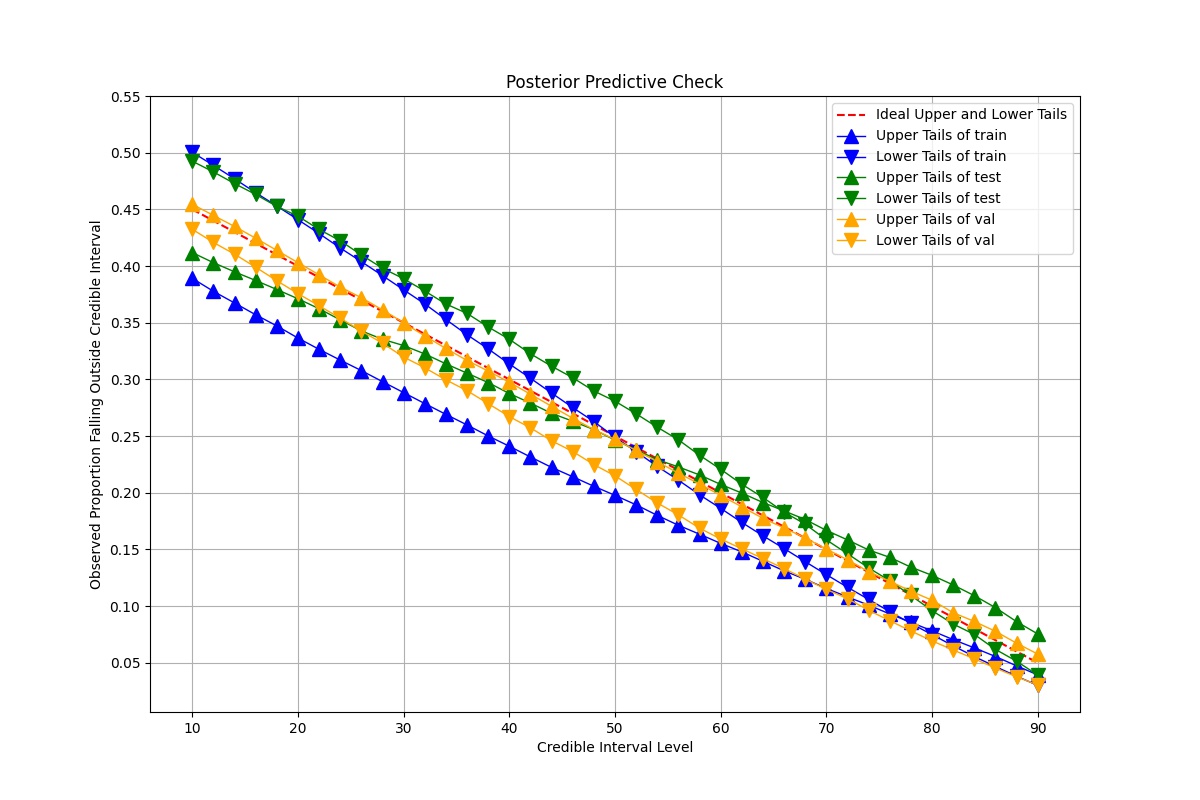 Posterior Predictive Check
Ideal Upper and Lower Tails
Upper Tails of train
Lower Tails of train
Upper Tails of test
Lower Tails of test
Upper Tails of val
Lower Tails of val
Observed Proportion Falling Outside Credible Interval
0.55
0.50
0.45
0.40
0.35
0.30
0.25
0.20
0.15
0.10
0.05
10 20 30 40 50 60 70 80 90
Credible Interval Level